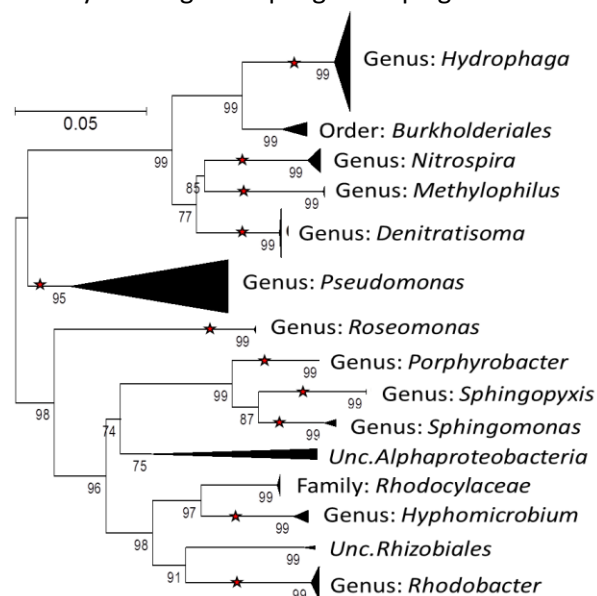 99
Genus: Hydrophaga
0.05
99
99
Order: Burkholderiales
99
99
Genus: Nitrospira
85
99
Genus: Methylophilus
77
99
Genus: Denitratisoma
95
Genus: Pseudomonas
99
Genus: Roseomonas
98
99
Genus: Porphyrobacter
99
99
Genus: Sphingopyxis
87
99
Genus: Sphingomonas
74
75
Unc.Alphaproteobacteria
96
99
Family: Rhodocylaceae
97
99
Genus: Hyphomicrobium
98
99
Unc.Rhizobiales
91
99
Genus: Rhodobacter